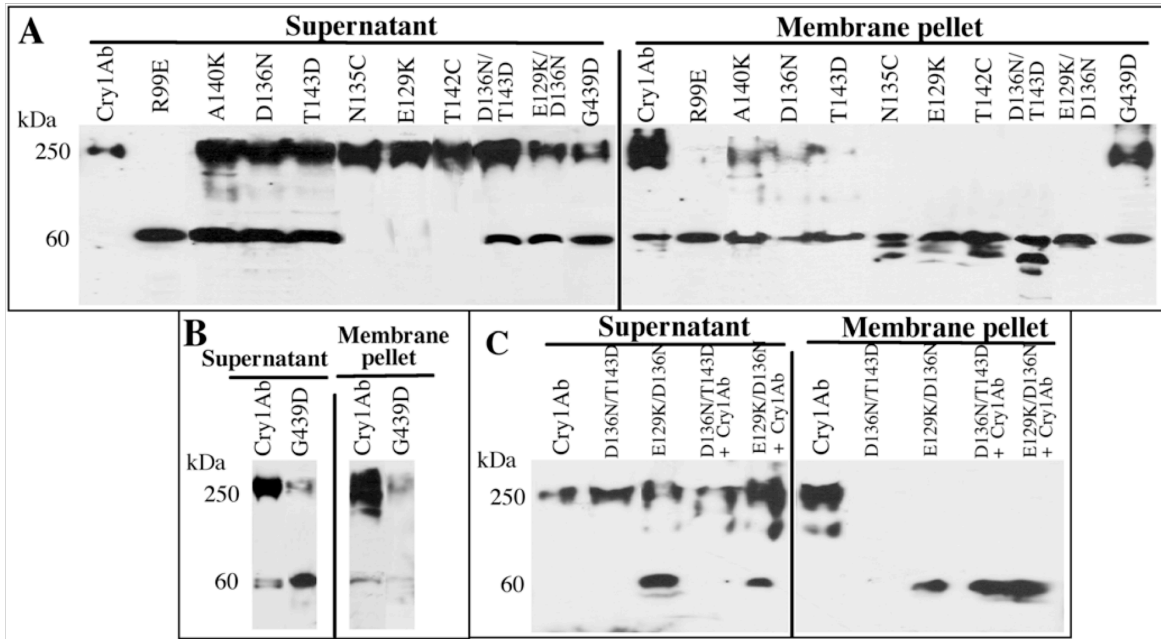 A
Supernatant
Membrane pellet
Cry1Ab
R99E
A140K
D136N
T143D
N135C
E129K
T142C
D136N/
T143D
E129K/
D136N
G439D
Cry1Ab
R99E
A140K
D136N
T143D
N135C
E129K
T142C
D136N/
T143D
E129K/
D136N
G439D
kDa
250
60
B
Supernatant
Membrane
pellet
Cry1Ab
G439D
Cry1Ab
G439D
kDa
250
60
C
Supernatant
Membrane pellet
Cry1Ab
D136N/T143D
E129K/D136N
D136N/T143D
+ Cry1Ab
E129K/D136N
+ Cry1Ab
Cry1Ab
D136N/T143D
E129K/D136N
D136N/T143D
+ Cry1Ab
E129K/D136N
+ Cry1Ab
kDa
250
60